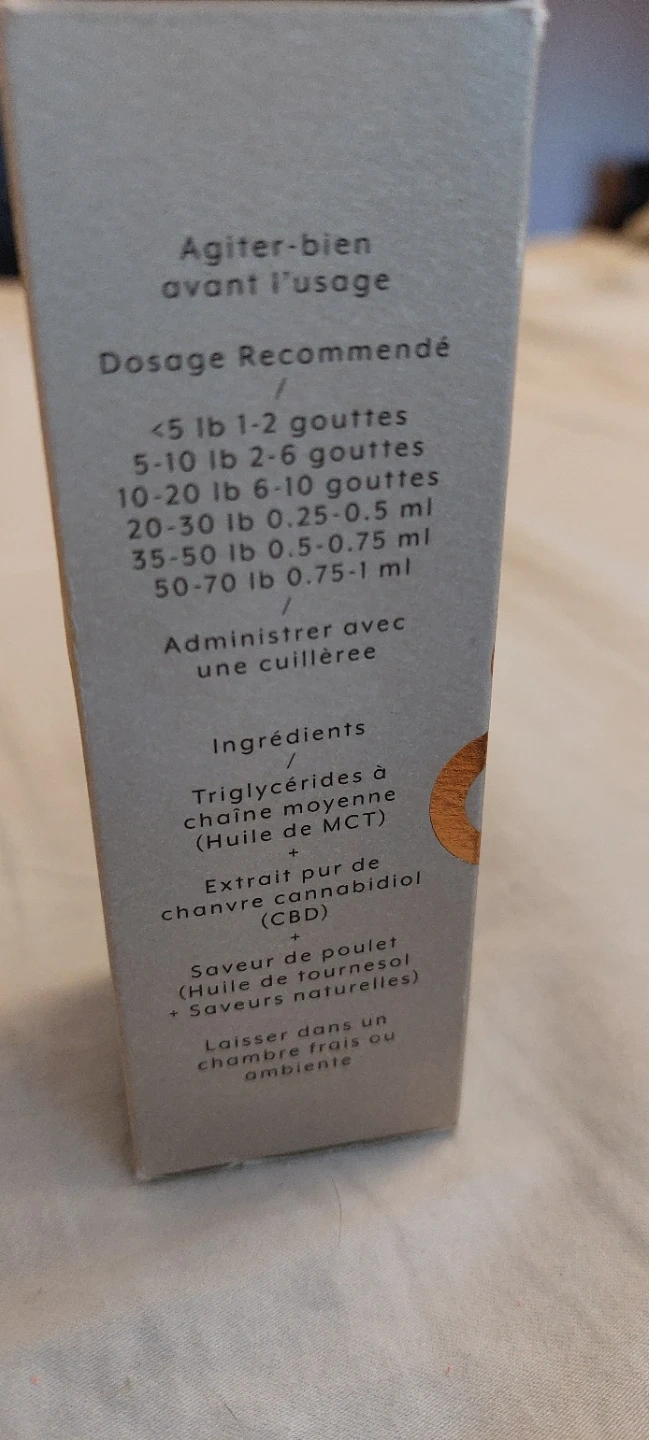 Agiter-bien
avant l'usage
Dosage Recommendé
/
<5 lb 1-2 gouttes
5-10 lb 2-6 gouttes
10-20 lb 6-10 gouttes
20-30 lb 0.25-0.5 ml
35-50 lb 0.5-0.75 ml
50-70 lb 0.75-1 ml
/
Administrer avec
une cuillèree
Ingrédients
/
Triglycérides à
chaîne moyenne
(Huile de MCT)
+
Extrait pur de
chanvre cannabidiol
(CBD)
+
Saveur de poulet
(Huile de tournesol
+ Saveurs naturelles)
Laisser dans un
chambre frais ou
ambiente